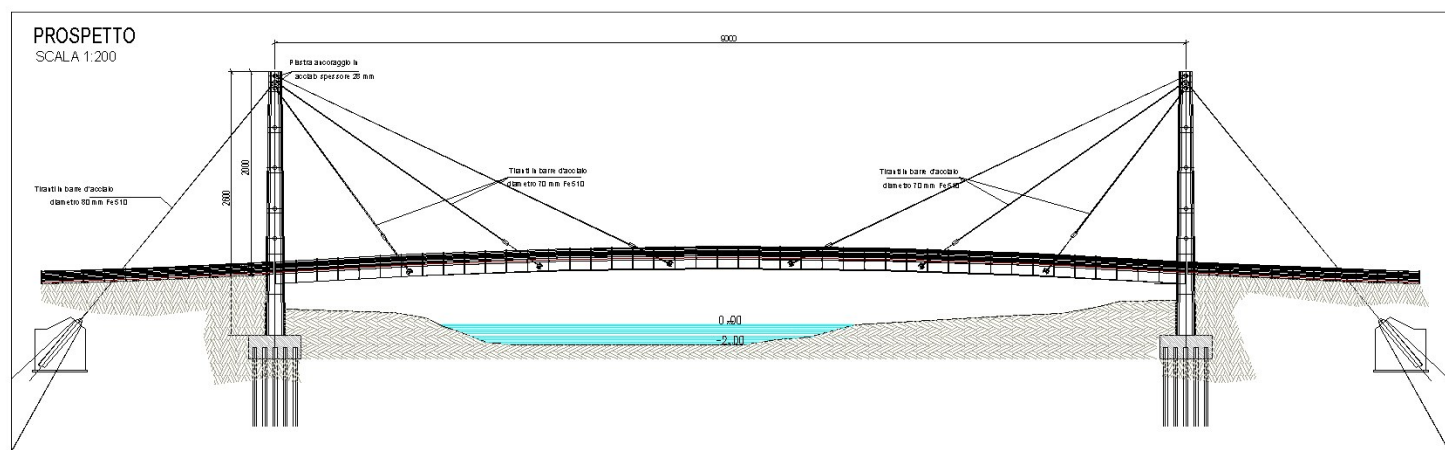 PROSPETTO
SCALA 1:200
9000
Piastra ancoraggio in
acciaio spessore 28 mm
2000
2600
Tiranti in barre d'acciaio
diametro 80 mm Fe510
Tiranti in barre d'acciaio
diametro 70 mm Fe510
Tiranti in barre d'acciaio
diametro 70 mm Fe510
0.00
-2.00